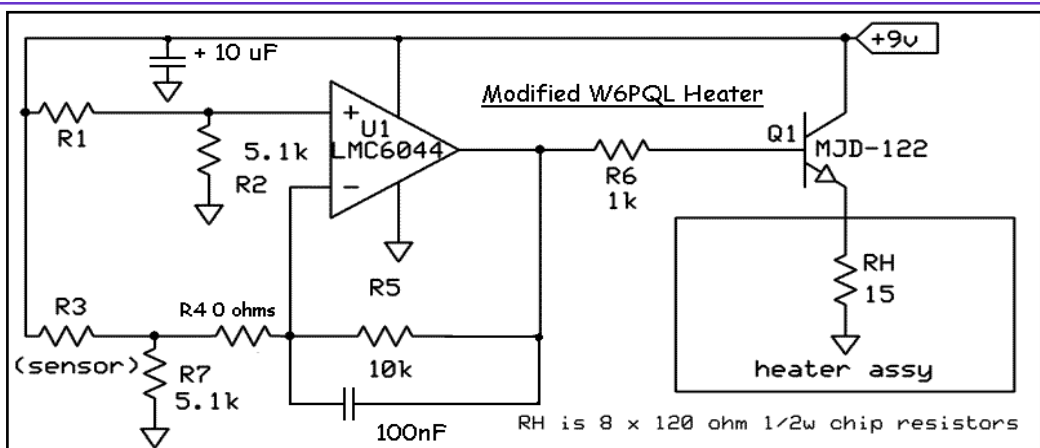 + 10 uF
+9v
Modified W6PQL Heater
R1
+
U1
LMC6044
-
5.1k
R2
Q1
MJD-122
R6
1k
R5
RH
15
R3
(sensor)
R4 0 ohms
10k
R7
5.1k
100nF
heater assy
RH is 8 x 120 ohm 1/2w chip resistors